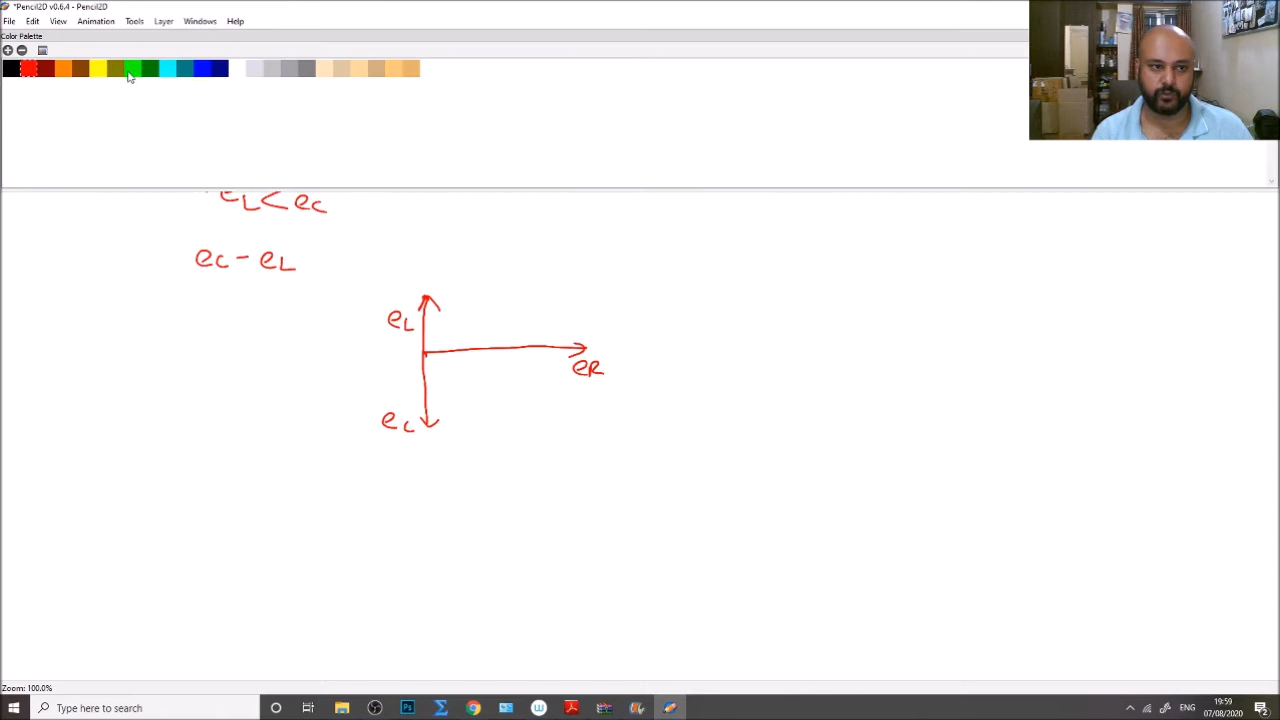 *Pencil2D v0.6.4 - Pencil2D
File Edit View Animation Tools Layer Windows Help
Color Palette
eL < ec
ec - eL
eL
eR
ec
Zoom: 100.0%
Type here to search
19:59
07/08/2020
2